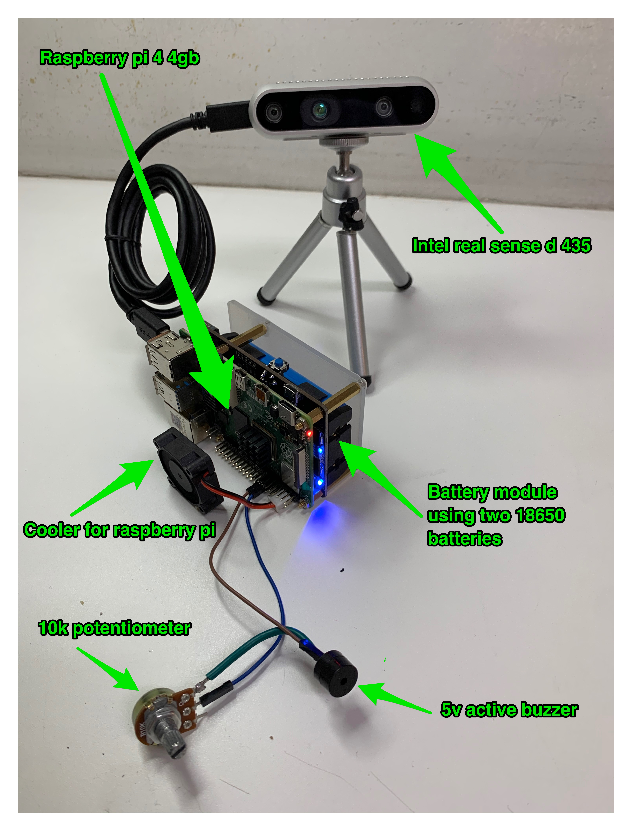 Raspberry pi 4 4gb
Intel real sense d 435
Battery module
using two 18650
batteries
Cooler for raspberry pi
10k potentiometer
5v active buzzer